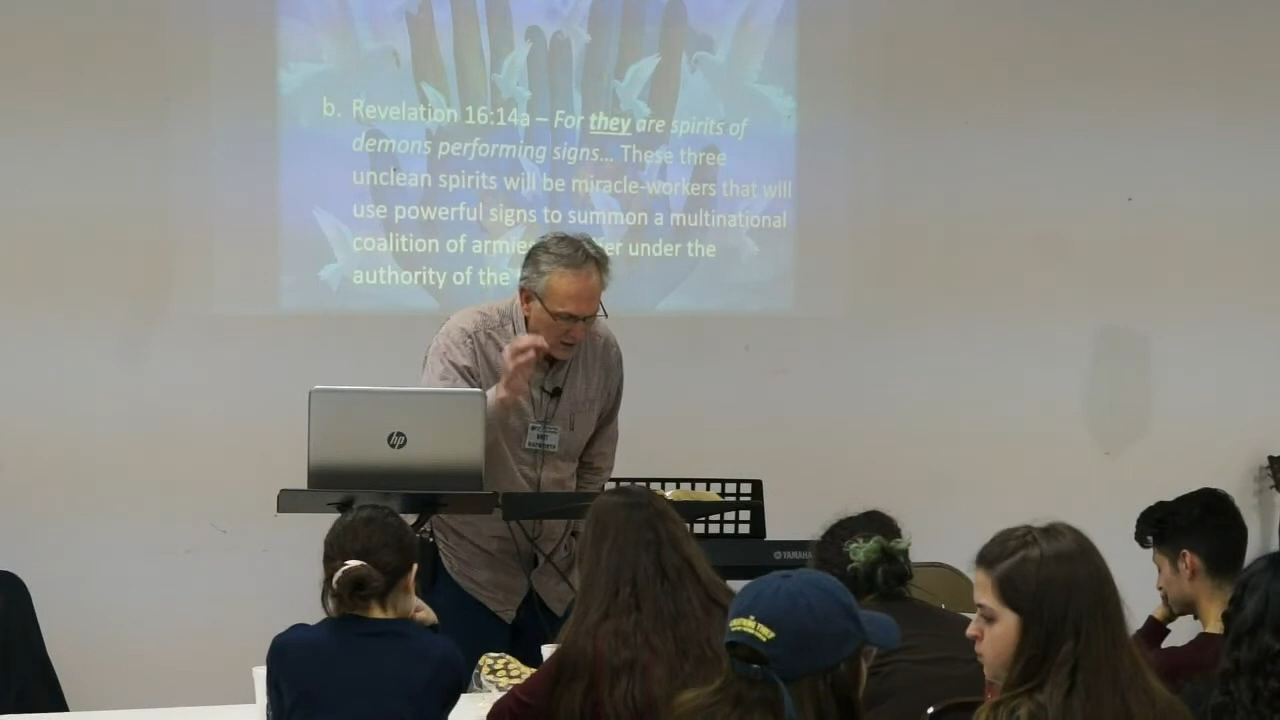 b. Revelation 16:14a – For they are spirits of
demons performing signs... These three
unclean spirits will be miracle-workers that will
use powerful signs to summon a multinational
coalition of armies under the
authority of the
hp
YAMAHA